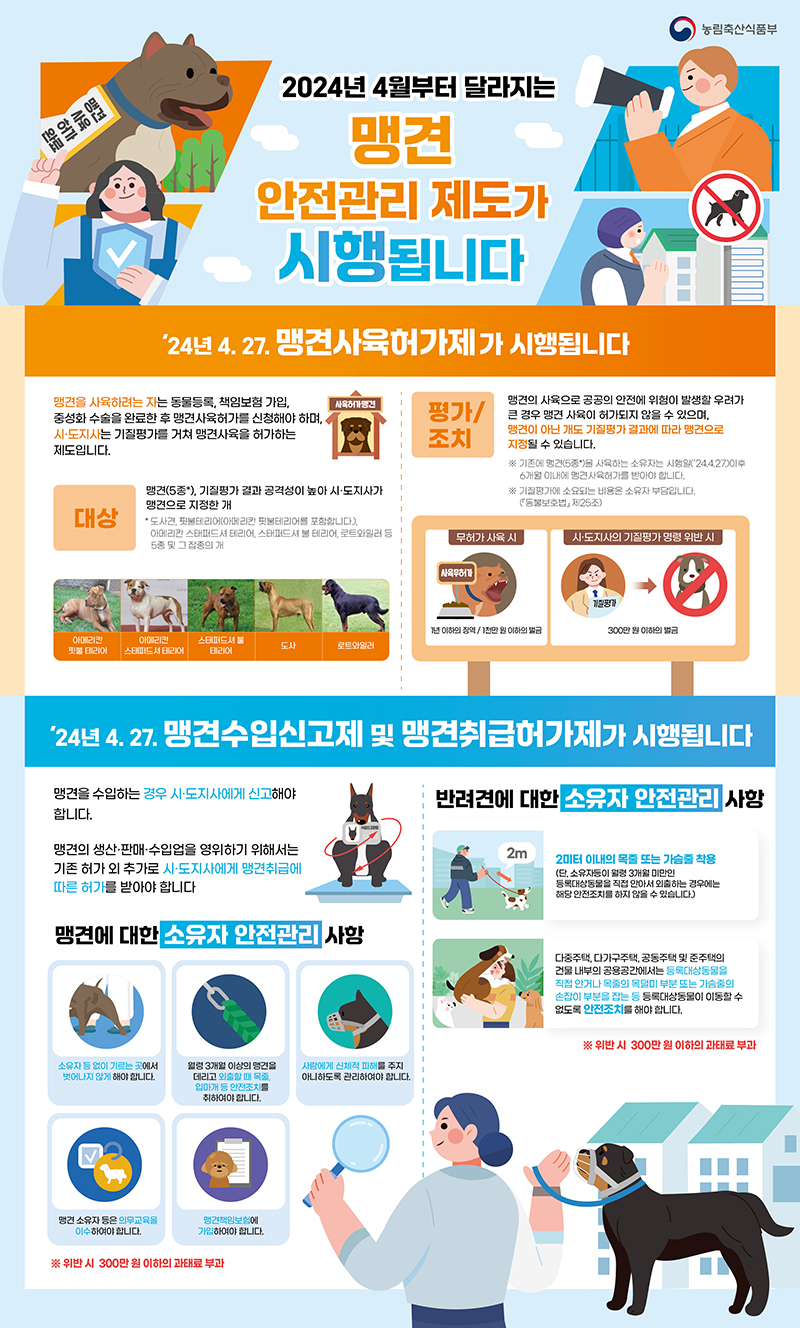 농림축산식품부
2024년 4월부터 달라지는
맹견
안전관리 제도가
시행됩니다
맹견
사육
허가
완료
’24년 4. 27. 맹견사육허가제가 시행됩니다
맹견을 사육하려는 자는 동물등록, 책임보험 가입,
중성화 수술을 완료한 후 맹견사육허가를 신청해야 하며,
시·도지사는 기질평가를 거쳐 맹견사육을 허가하는
제도입니다.
사육허가맹견
대상
맹견(5종*), 기질평가 결과 공격성이 높아 시·도지사가
맹견으로 지정한 개
* 도사견, 핏불테리어(아메리칸 핏불테리어를 포함합니다.),
아메리칸 스태퍼드셔 테리어, 스태퍼드셔 불 테리어, 로트와일러 등
5종 및 그 잡종의 개
아메리칸
핏불 테리어
아메리칸
스태퍼드셔 테리어
스태퍼드셔 불
테리어
도사
로트와일러
평가/
조치
맹견의 사육으로 공공의 안전에 위험이 발생할 우려가
큰 경우 맹견 사육이 허가되지 않을 수 있으며,
맹견이 아닌 개도 기질평가 결과에 따라 맹견으로
지정될 수 있습니다.
※ 기존에 맹견(5종*)을 사육하는 소유자는 시행일(’24.4.27.)이후
6개월 이내에 맹견사육허가를 받아야 합니다.
※ 기질평가에 소요되는 비용은 소유자 부담입니다.
(「동물보호법」 제25조)
무허가 사육 시
사육무허가
1년 이하의 징역 / 1천만 원 이하의 벌금
시·도지사의 기질평가 명령 위반 시
기질평가
300만 원 이하의 벌금
’24년 4. 27. 맹견수입신고제 및 맹견취급허가제가 시행됩니다
맹견을 수입하는 경우 시·도지사에게 신고해야
합니다.
맹견의 생산·판매·수입업을 영위하기 위해서는
기존 허가 외 추가로 시·도지사에게 맹견취급에
따른 허가를 받아야 합니다
맹견에 대한 소유자 안전관리 사항
소유자 등 없이 기르는 곳에서
벗어나지 않게 해야 합니다.
월령 3개월 이상의 맹견을
데리고 외출할 때 목줄,
입마개 등 안전조치를
취하여야 합니다.
사람에게 신체적 피해를 주지
아니하도록 관리하여야 합니다.
맹견 소유자 등은 의무교육을
이수하여야 합니다.
맹견책임보험에
가입하여야 합니다.
※ 위반 시 300만 원 이하의 과태료 부과
반려견에 대한 소유자 안전관리 사항
2m
2미터 이내의 목줄 또는 가슴줄 착용
(단, 소유자등이 월령 3개월 미만인
등록대상동물을 직접 안아서 외출하는 경우에는
해당 안전조치를 하지 않을 수 있습니다.)
다중주택, 다가구주택, 공동주택 및 준주택의
건물 내부의 공용공간에서는 등록대상동물을
직접 안거나 목줄의 목덜미 부분 또는 가슴줄의
손잡이 부분을 잡는 등 등록대상동물이 이동할 수
없도록 안전조치를 해야 합니다.
※ 위반 시 300만 원 이하의 과태료 부과